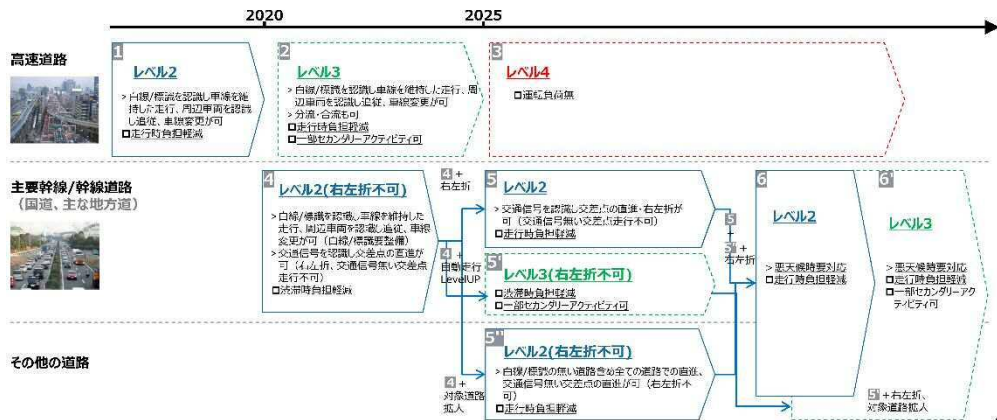 2020
2025
高速道路
1
レベル2
> 白線/標識を認識し車線を維
持した走行、周辺車両を認識
し追従、車線変更が可
走行時負担軽減
2
レベル3
> 白線/標識を認識し車線を維持した走行、周
辺車両を認識し追従、車線変更が可
> 分流・合流も可
走行時負担軽減
一部セカンダリーアクティビティ可
3
レベル4
運転負荷無
主要幹線/幹線道路
(国道、主な地方道)
4
レベル2(右左折不可)
> 白線/標識を認識し車線を維持した
走行、周辺車両を認識し追従、車線
変更が可(白線/標識要整備)
> 交通信号を認識し交差点の直進が
可(右左折、交通信号無い交差点
走行不可)
渋滞時負担軽減
4 +
右左折
4 +
自動走行
LevelUP
4 +
対象道路
拡大
5
レベル2
> 交通信号を認識し交差点の直進・右左折が
可(交通信号無い交差点走行不可)
走行時負担軽減
5'
レベル3(右左折不可)
渋滞時負担軽減
一部セカンダリーアクティビティ可
5
+
5'' +
右左折
6
レベル2
> 悪天候時要対応
走行時負担軽減
6'
レベル3
> 悪天候時要対応
走行時負担軽減
一部セカンダリーアク
ティビティ可
その他の道路
5''
レベル2(右左折不可)
> 白線/標識の無い道路含め全ての道路での直進、
交通信号無い交差点の直進が可(右左折不
可)
走行時負担軽減
5' + 右左折、
対象道路拡大